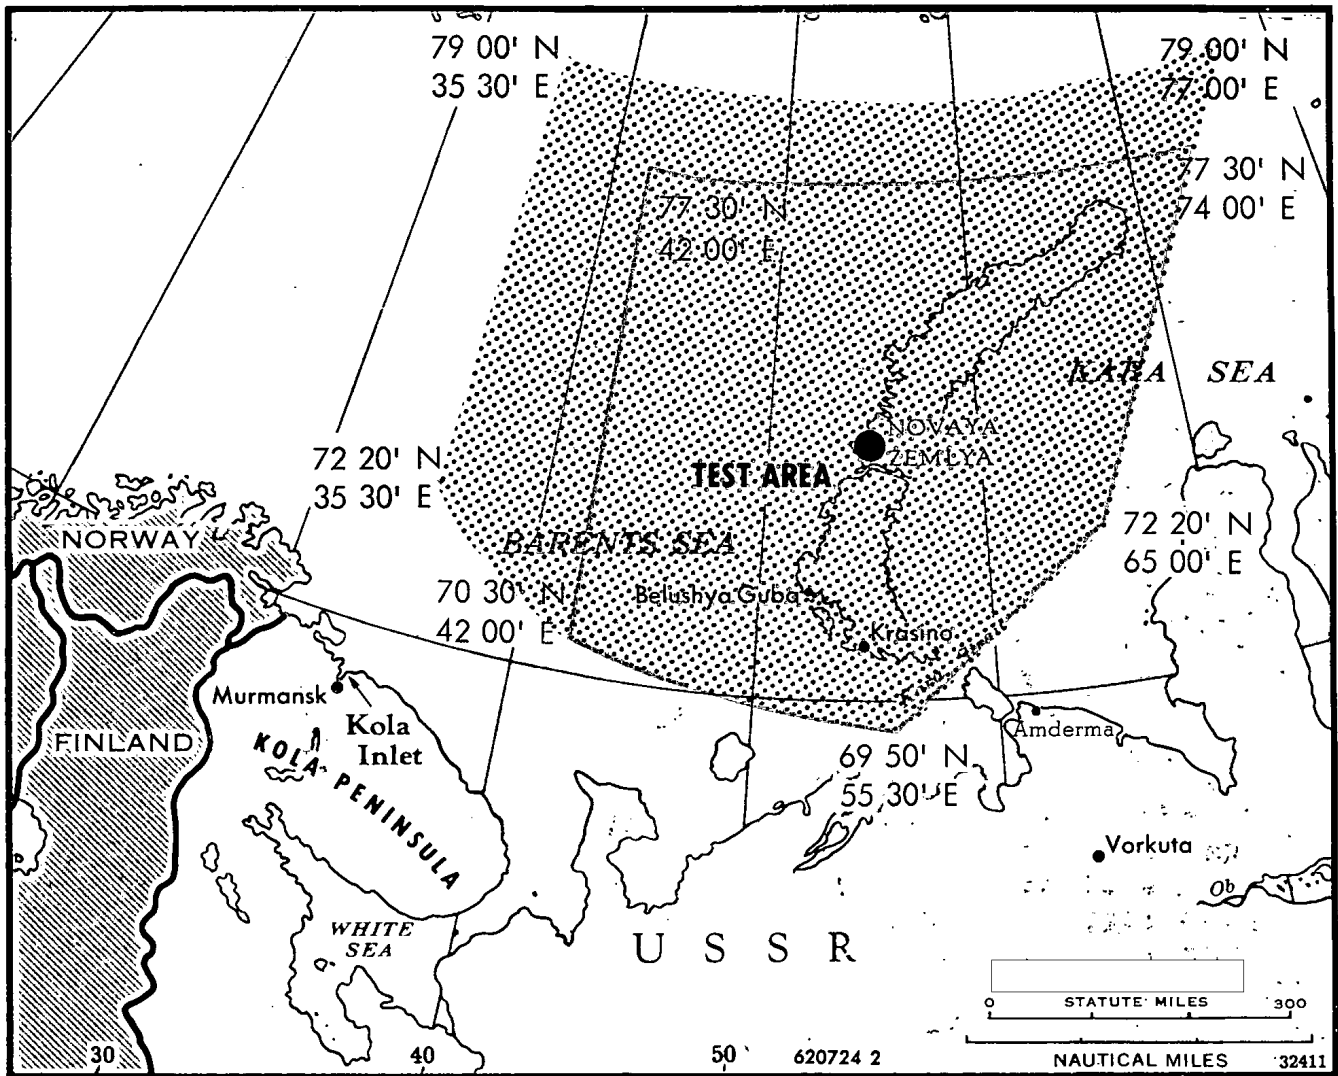 79 00' N
35 30' E
79 00' N
77 00' E
77 30' N
74 00' E
77 30' N
42 00' E
KARA SEA
NOVAYA
ZEMLYA
TEST AREA
72 20' N
35 30' E
72 20' N
65 00' E
NORWAY
BARENTS SEA
70 30' N
42 00' E
Belushya Guba
Krasino
Murmansk
Kola
Inlet
Amderma
FINLAND
KOLA PENINSULA
69 50' N
55 30' E
Vorkuta
Ob
WHITE
SEA
USSR
0 STATUTE MILES 300
30 40 50 620724 2
NAUTICAL MILES 32411